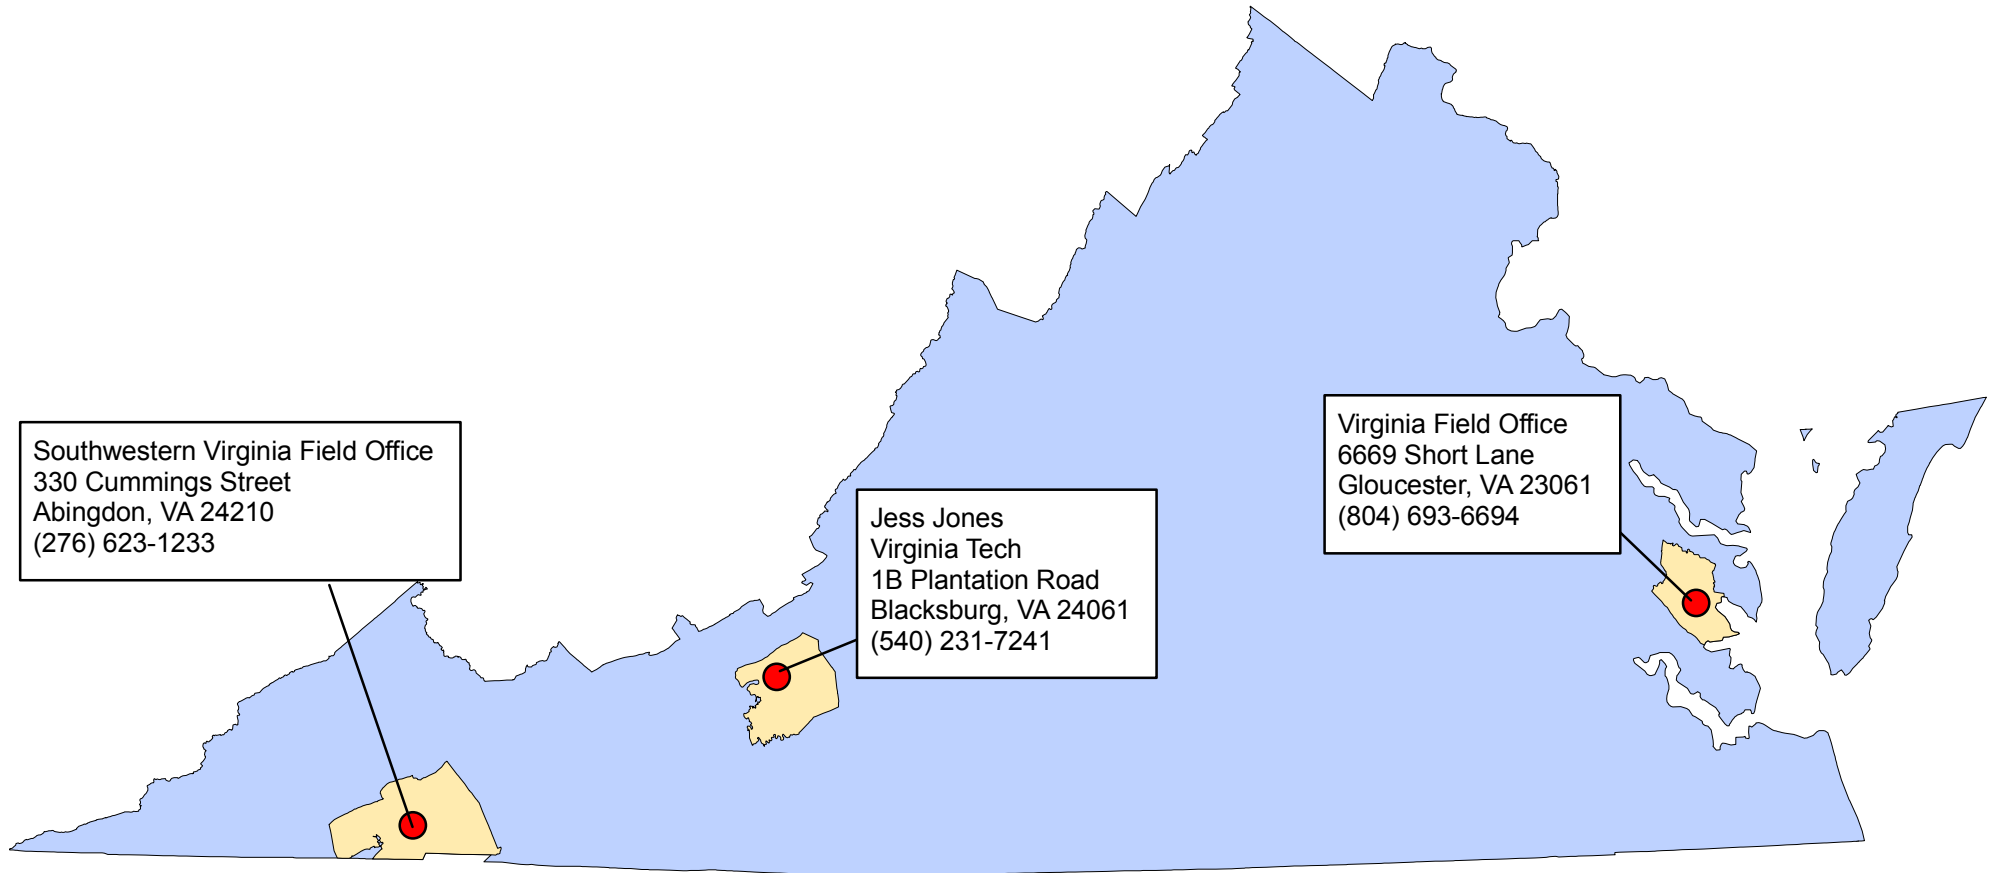 Southwestern Virginia Field Office
330 Cummings Street
Abingdon, VA 24210
(276) 623-1233
Jess Jones
Virginia Tech
1B Plantation Road
Blacksburg, VA 24061
(540) 231-7241
Virginia Field Office
6669 Short Lane
Gloucester, VA 23061
(804) 693-6694